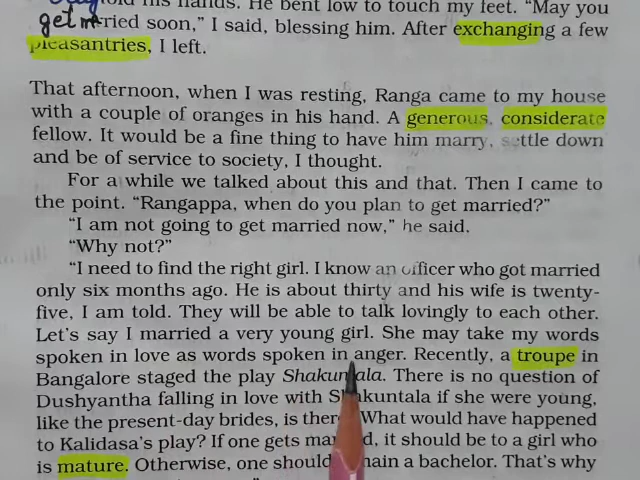 told his hands. He bent low to touch my feet. "May you
get married soon," I said, blessing him. After exchanging a few
pleasantries, I left.
That afternoon, when I was resting, Ranga came to my house
with a couple of oranges in his hand. A generous, considerate
fellow. It would be a fine thing to have him marry, settle down
and be of service to society, I thought.
For a while we talked about this and that. Then I came to
the point. "Rangappa, when do you plan to get married?"
"I am not going to get married now," he said.
"Why not?"
"I need to find the right girl. I know an officer who got married
only six months ago. He is about thirty and his wife is twenty-
five, I am told. They will be able to talk lovingly to each other.
Let's say I married a very young girl. She may take my words
spoken in love as words spoken in anger. Recently, a troupe in
Bangalore staged the play Shakuntala. There is no question of
Dushyantha falling in love with Shakuntala if she were young,
like the present-day brides, is there? What would have happened
to Kalidasa's play? If one gets married, it should be to a girl who
is mature. Otherwise, one should remain a bachelor. That's why